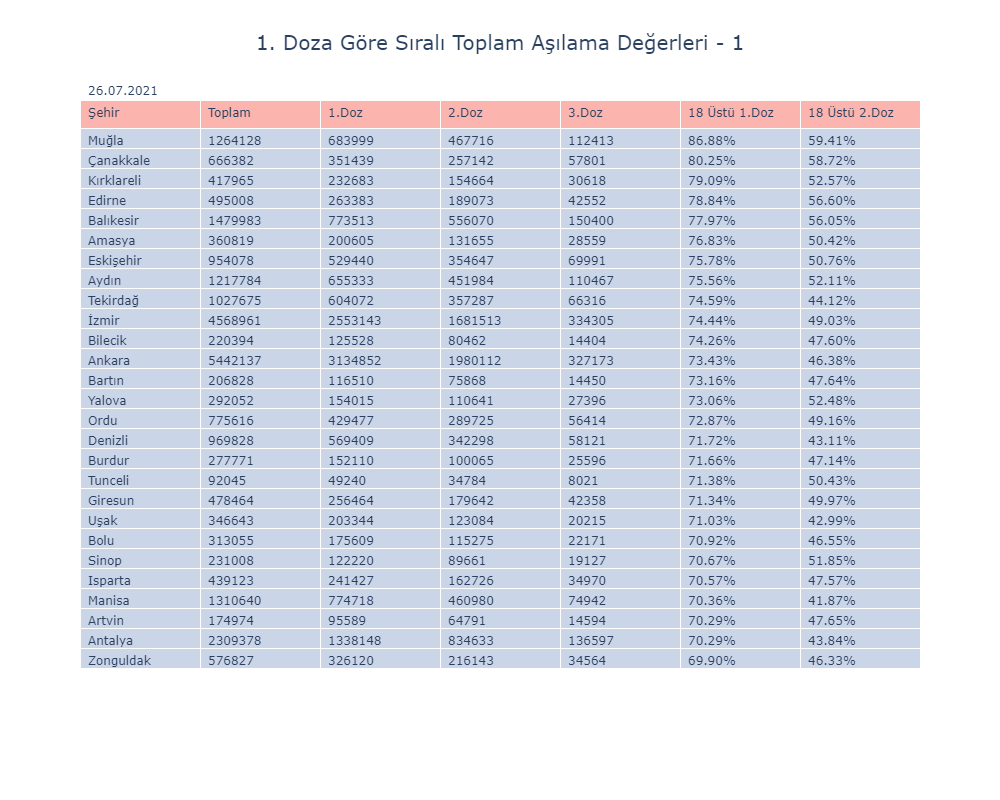 1. Doza Göre Sıralı Toplam Aşılama Değerleri - 1
26.07.2021
Şehir Toplam 1.Doz 2.Doz 3.Doz 18 Üstü 1.Doz 18 Üstü 2.Doz
Muğla 1264128 683999 467716 112413 86.88% 59.41%
Çanakkale 666382 351439 257142 57801 80.25% 58.72%
Kırklareli 417965 232683 154664 30618 79.09% 52.57%
Edirne 495008 263383 189073 42552 78.84% 56.60%
Balıkesir 1479983 773513 556070 150400 77.97% 56.05%
Amasya 360819 200605 131655 28559 76.83% 50.42%
Eskişehir 954078 529440 354647 69991 75.78% 50.76%
Aydın 1217784 655333 451984 110467 75.56% 52.11%
Tekirdağ 1027675 604072 357287 66316 74.59% 44.12%
İzmir 4568961 2553143 1681513 334305 74.44% 49.03%
Bilecik 220394 125528 80462 14404 74.26% 47.60%
Ankara 5442137 3134852 1980112 327173 73.43% 46.38%
Bartın 206828 116510 75868 14450 73.16% 47.64%
Yalova 292052 154015 110641 27396 73.06% 52.48%
Ordu 775616 429477 289725 56414 72.87% 49.16%
Denizli 969828 569409 342298 58121 71.72% 43.11%
Burdur 277771 152110 100065 25596 71.66% 47.14%
Tunceli 92045 49240 34784 8021 71.38% 50.43%
Giresun 478464 256464 179642 42358 71.34% 49.97%
Uşak 346643 203344 123084 20215 71.03% 42.99%
Bolu 313055 175609 115275 22171 70.92% 46.55%
Sinop 231008 122220 89661 19127 70.67% 51.85%
Isparta 439123 241427 162726 34970 70.57% 47.57%
Manisa 1310640 774718 460980 74942 70.36% 41.87%
Artvin 174974 95589 64791 14594 70.29% 47.65%
Antalya 2309378 1338148 834633 136597 70.29% 43.84%
Zonguldak 576827 326120 216143 34564 69.90% 46.33%